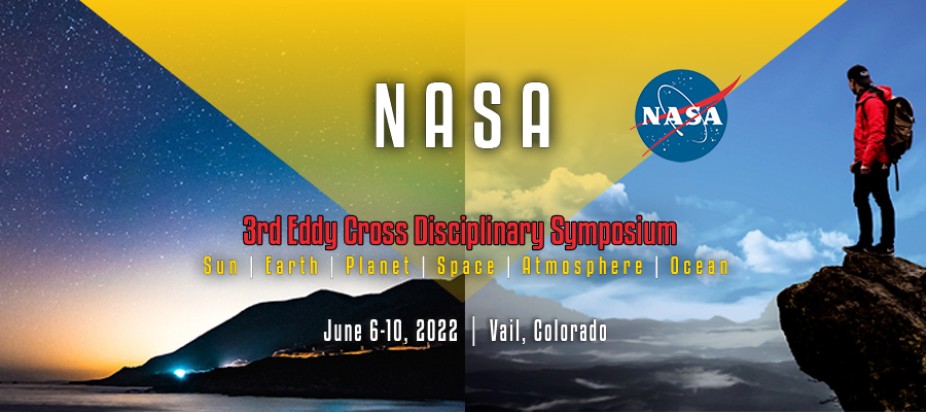 NASA
NASA
3rd Eddy Cross Disciplinary Symposium
Sun | Earth | Planet | Space | Atmosphere | Ocean
June 6-10, 2022 | Vail, Colorado